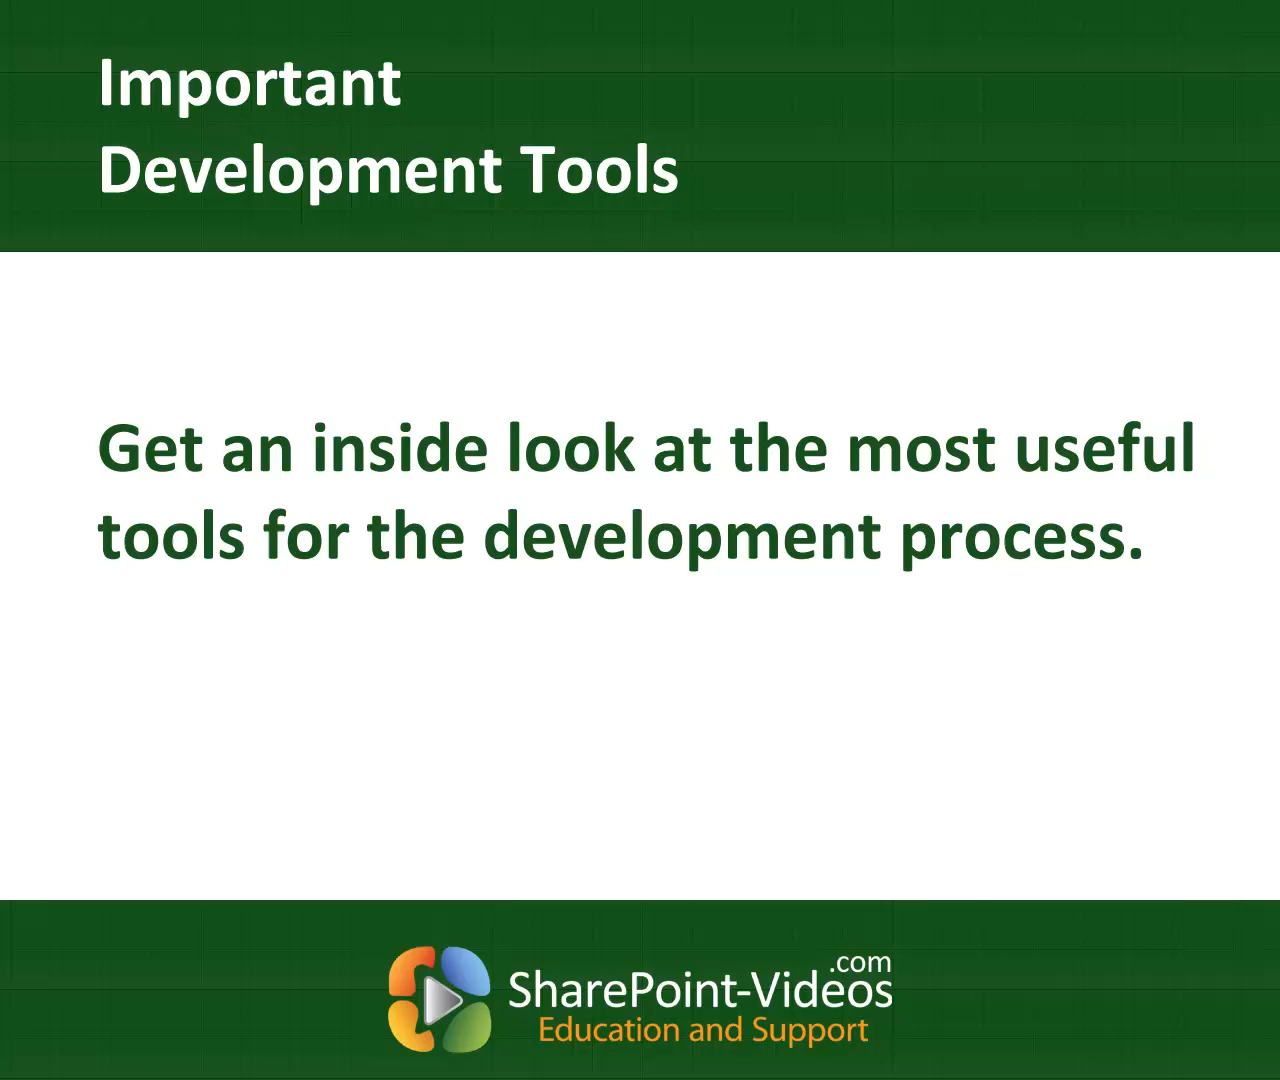 Important
Development Tools
Get an inside look at the most useful
tools for the development process.
.com
SharePoint-Videos
Education and Support